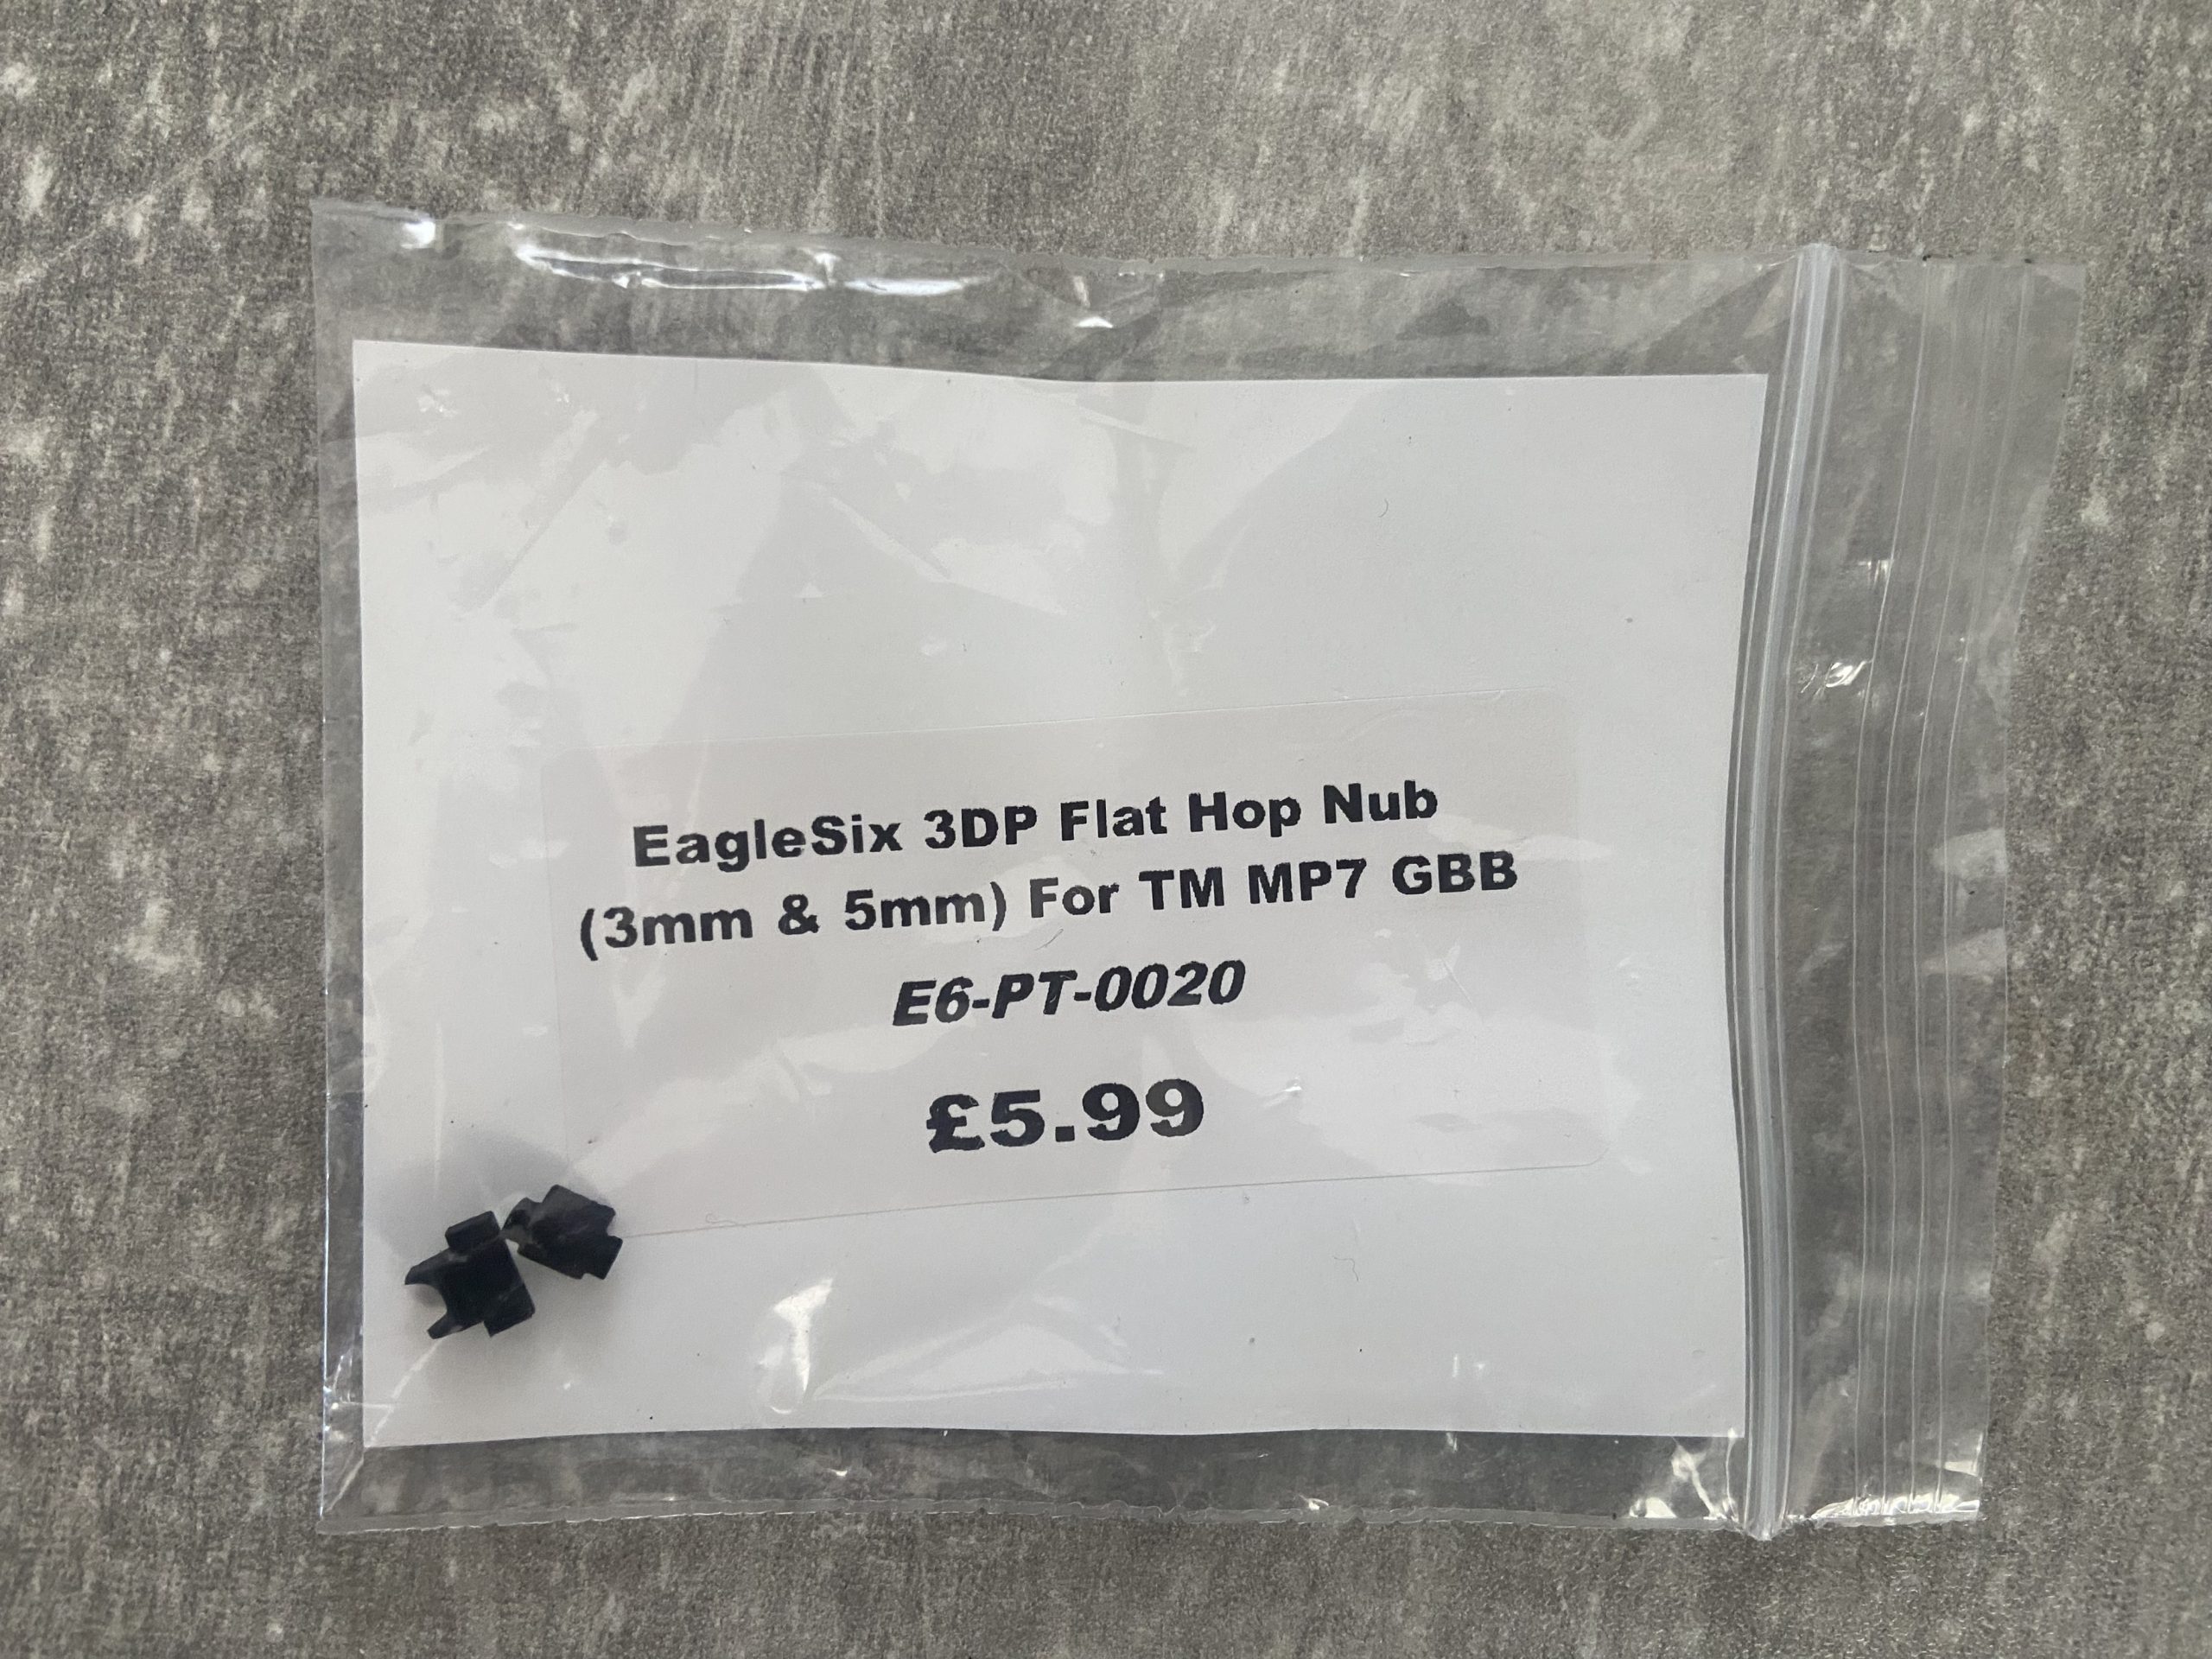 EagleSix 3DP Flat Hop Nub
(3mm & 5mm) For TM MP7 GBB
E6-PT-0020
£5.99